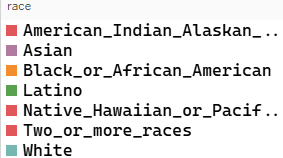 race
American_Indian_Alaskan_..
Asian
Black_or_African_American
Latino
Native_Hawaiian_or_Pacif..
Two_or_more_races
White